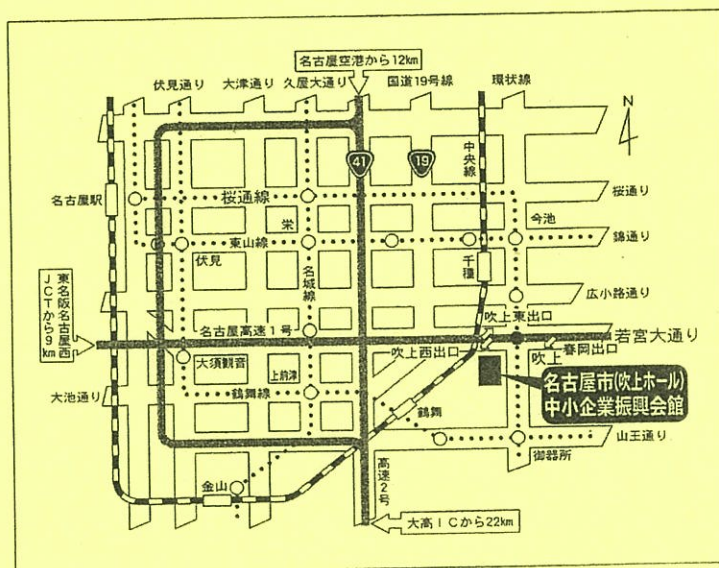 名古屋空港から12km
伏見通り
大津通り
久屋大通り
国道19号線
環状線
N
41
19
中央線
名古屋駅
桜通線
桜通り
栄
今池
東山線
錦通り
伏見
千種
名城線
広小路通り
東名阪名古屋西
JCTから9km
吹上東出口
名古屋高速1号
若宮大通り
吹上西出口
吹上
春岡出口
大須観音
上前津
名古屋市(吹上ホール)
中小企業振興会館
大池通り
鶴舞線
鶴舞
山王通り
御器所
金山
高速2号
大高ICから22km